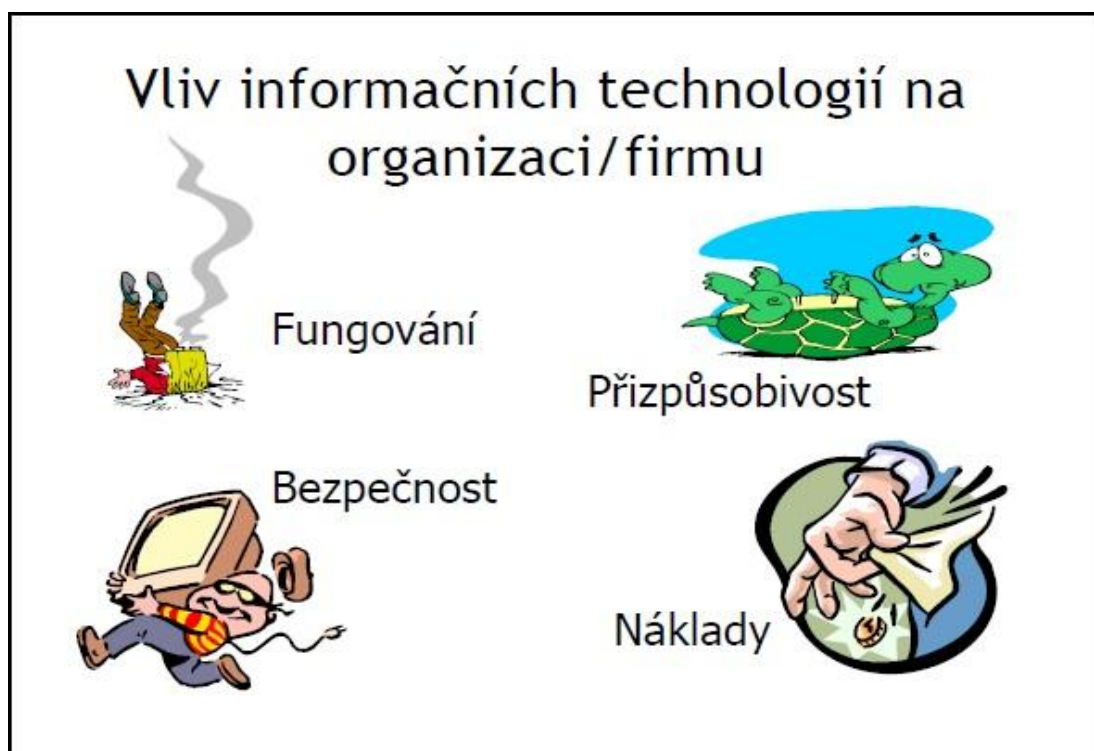 Vliv informačních technologií na
organizaci/firmu
Fungování
Přizpůsobivost
Bezpečnost
Náklady